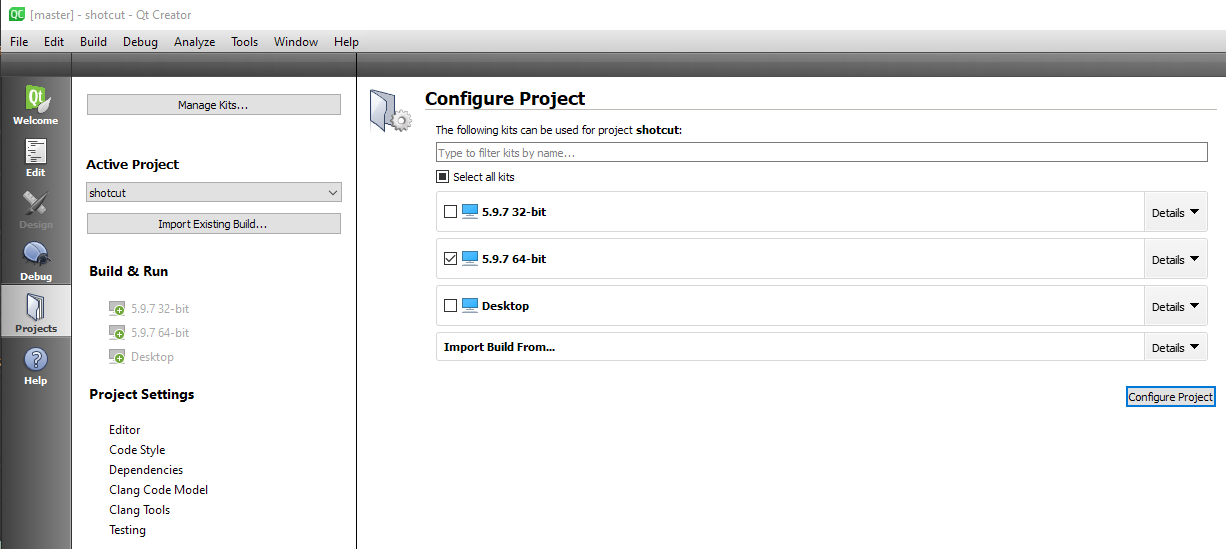 QC [master] - shotcut - Qt Creator
File Edit Build Debug Analyze Tools Window Help
Qt
Welcome
Edit
Design
Debug
Projects
?
Help
Manage Kits...
Active Project
shotcut
Import Existing Build...
Build & Run
5.9.7 32-bit
5.9.7 64-bit
Desktop
Project Settings
Editor
Code Style
Dependencies
Clang Code Model
Clang Tools
Testing
Configure Project
The following kits can be used for project shotcut:
Type to filter kits by name...
Select all kits
5.9.7 32-bit Details
5.9.7 64-bit Details
Desktop Details
Import Build From... Details
Configure Project